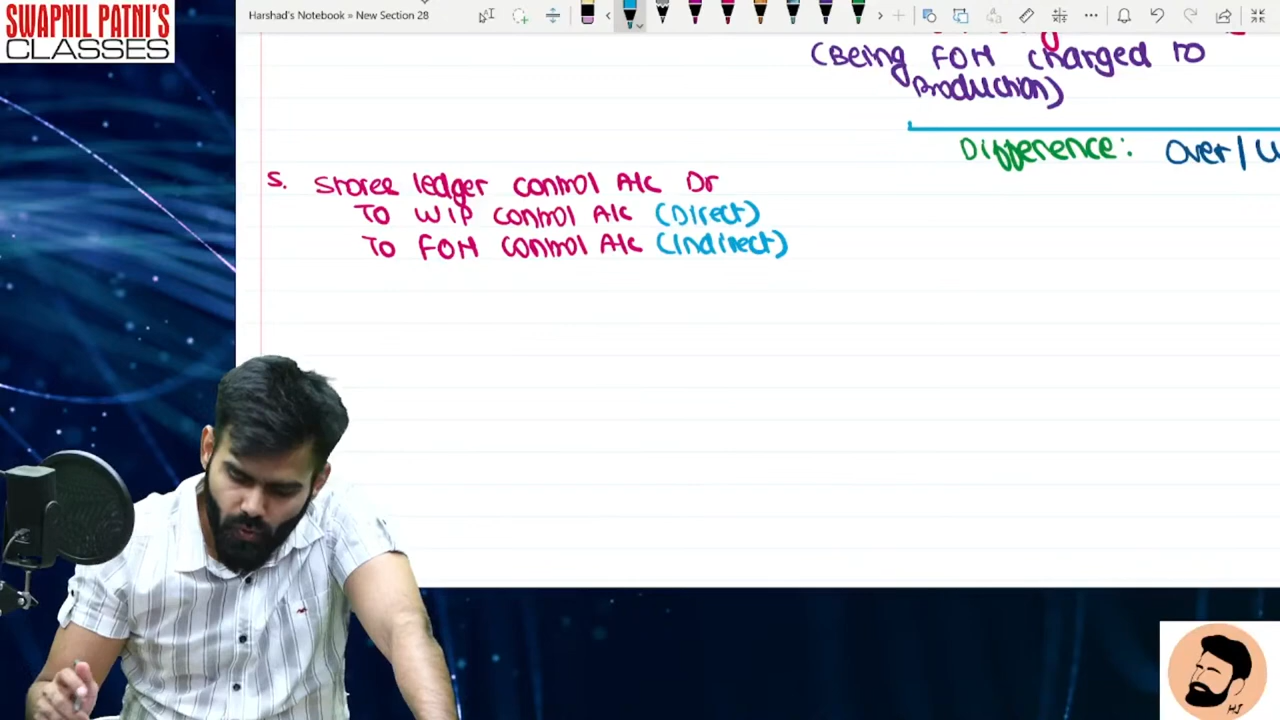 SWAPNIL PATNI'S
CLASSES
Harshad's Notebook » New Section 28
(Being FOH charged to
Production)
Difference: Over/U
5. Stores ledger control A/c Dr
To WIP control A/c (Direct)
To FOH control A/c (Indirect)
HJ